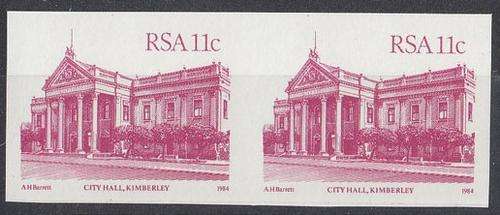 RSA 11c
A H Barrett CITY HALL, KIMBERLEY 1984
RSA 11c
A H Barrett CITY HALL, KIMBERLEY 1984